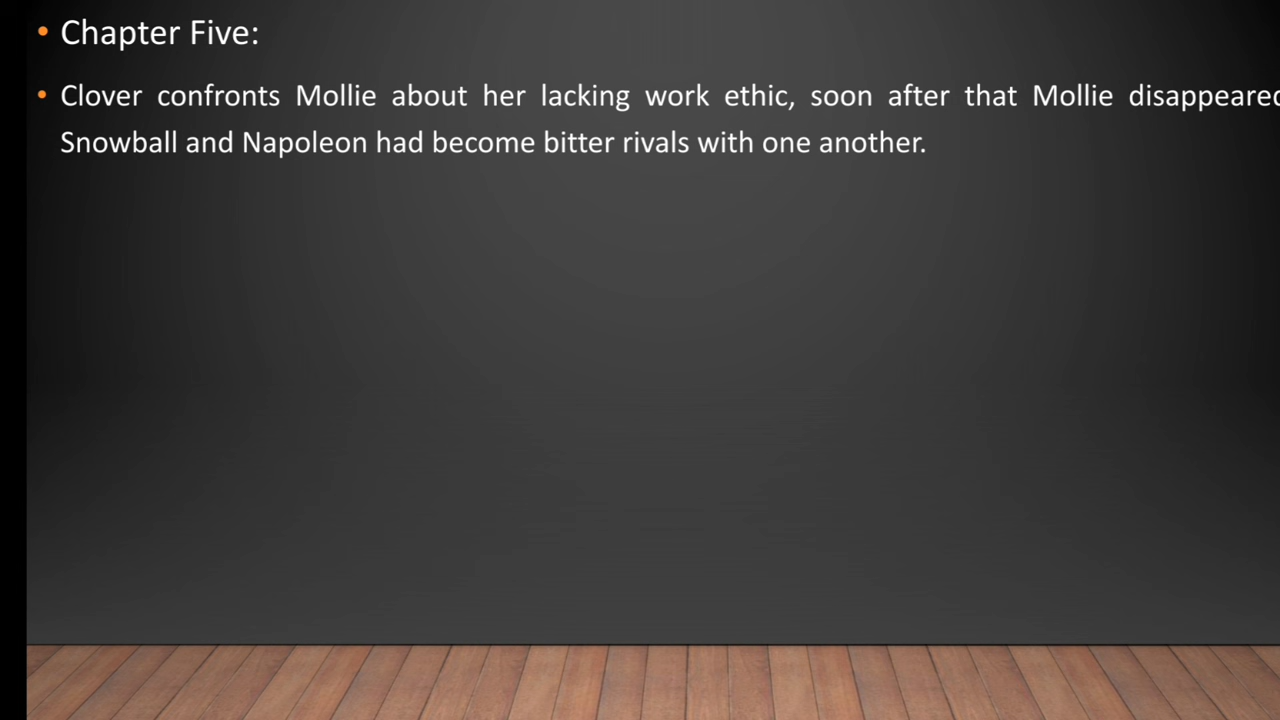 • Chapter Five:
• Clover confronts Mollie about her lacking work ethic, soon after that Mollie disappeared
Snowball and Napoleon had become bitter rivals with one another.